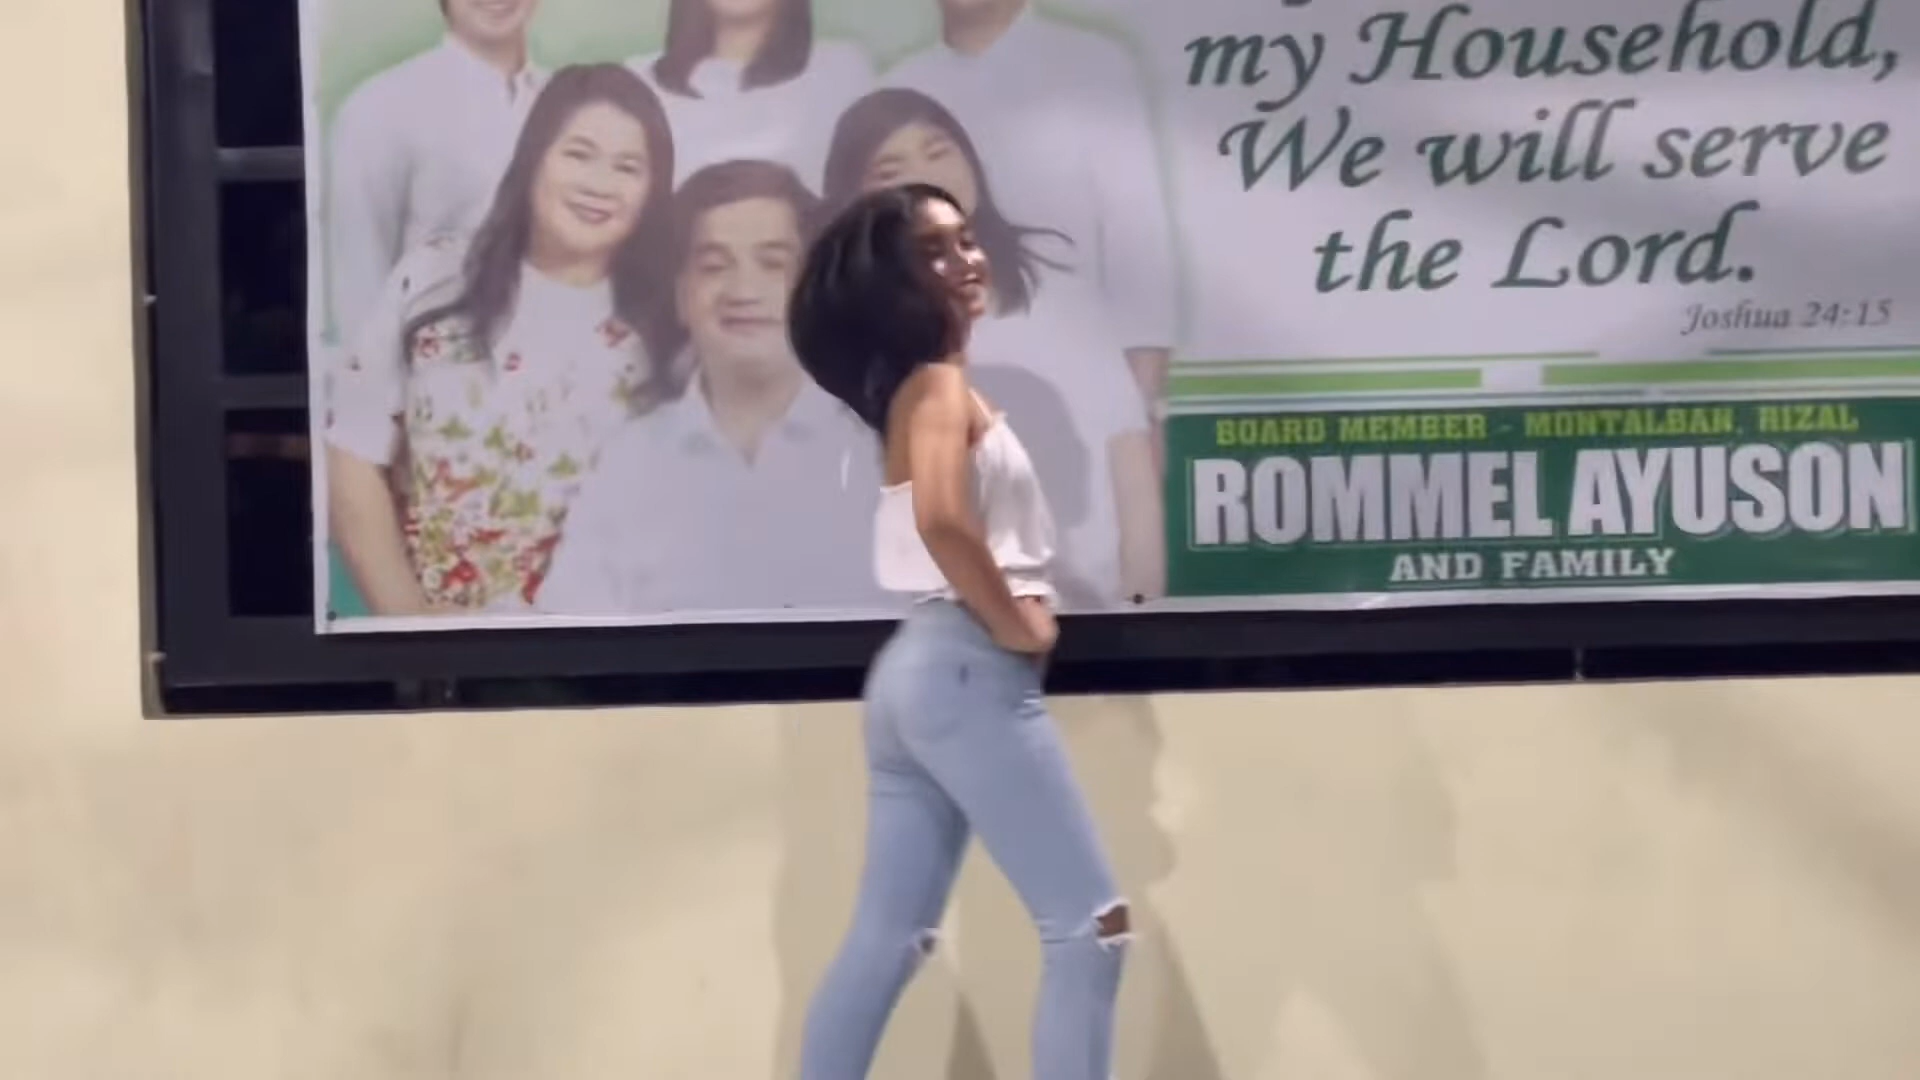 my Household,
We will serve
the Lord.
Joshua 24:15
BOARD MEMBER - MONTALBAN, RIZAL
ROMMEL AYUSON
AND FAMILY